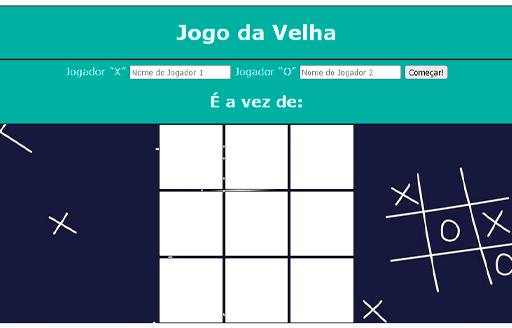 Jogo da Velha
Jogador "X" Nome do Jogador 1 Jogador "O" Nome do Jogador 2 Começar!
É a vez de:
X
X
X
O
X
O
X